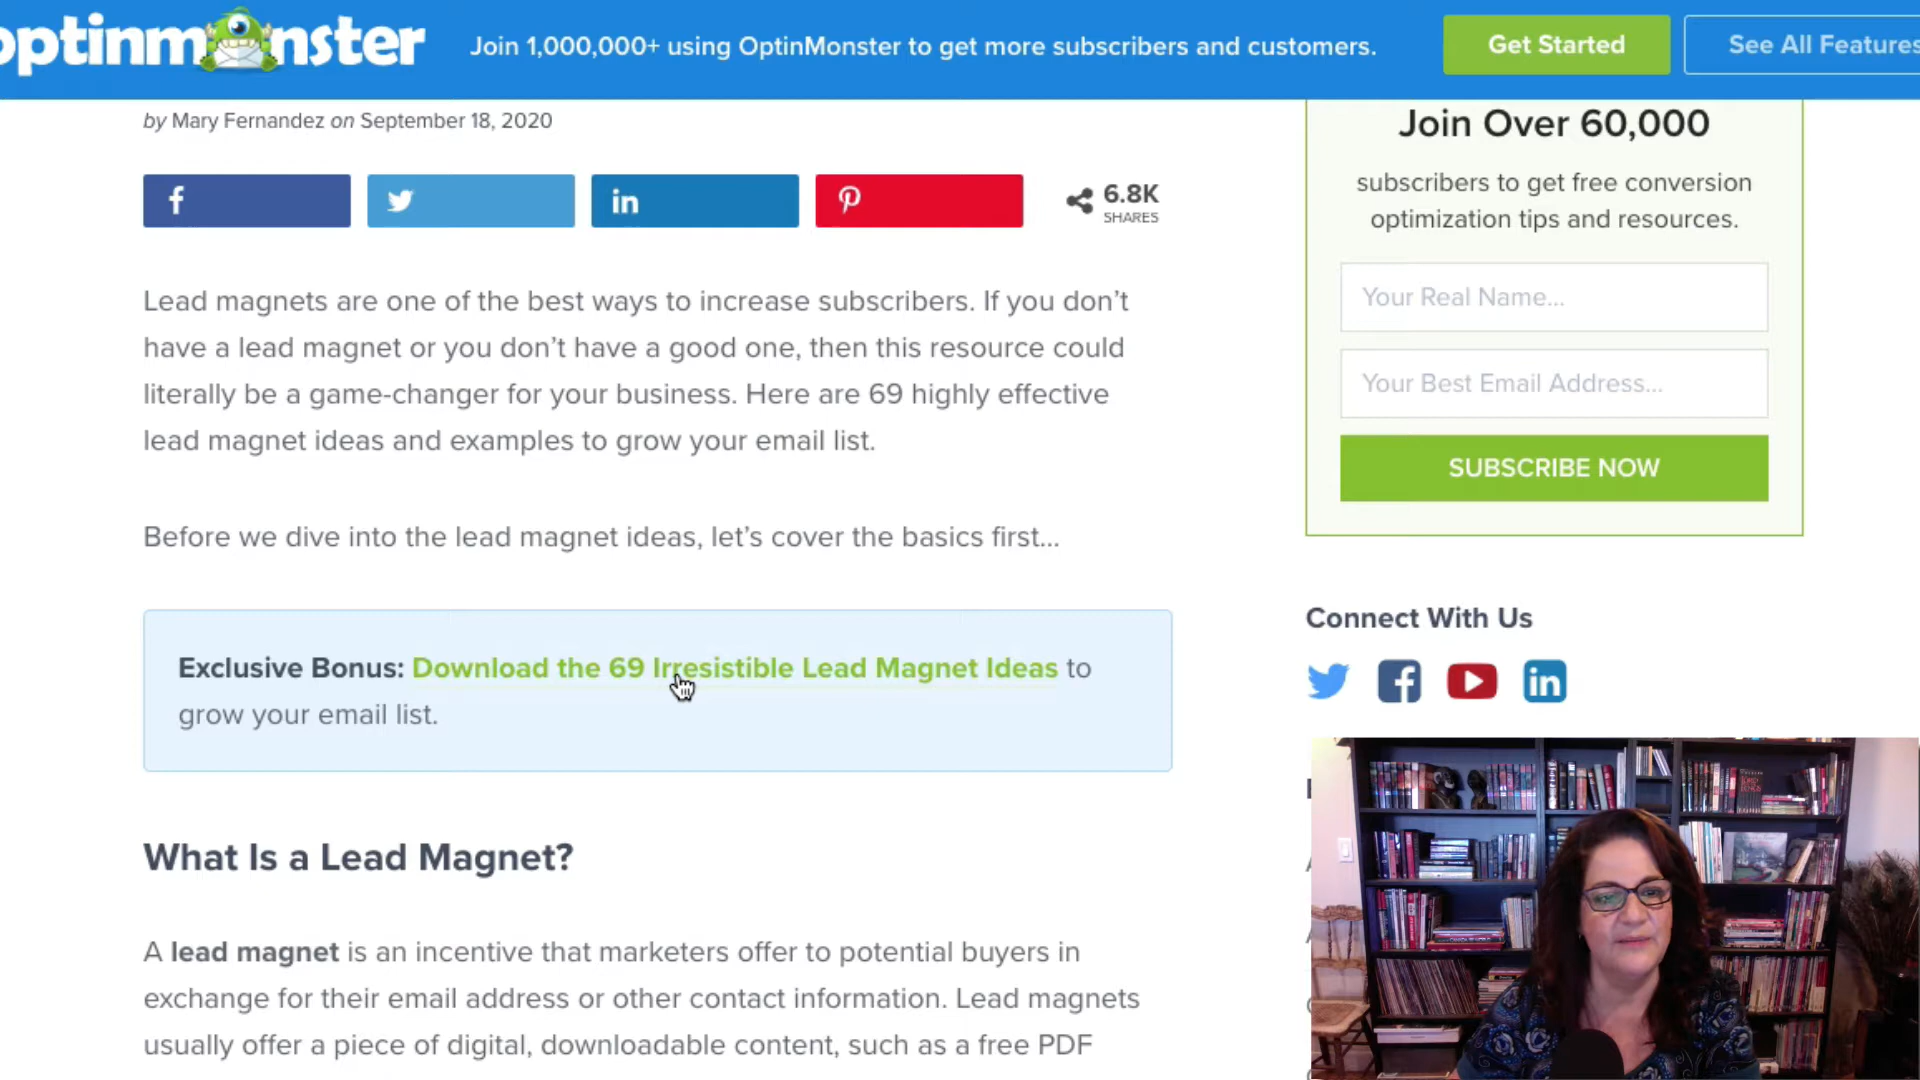 optinmonster
Join 1,000,000+ using OptinMonster to get more subscribers and customers.
Get Started
See All Features
by Mary Fernandez on September 18, 2020
6.8K
SHARES
Lead magnets are one of the best ways to increase subscribers. If you don’t
have a lead magnet or you don’t have a good one, then this resource could
literally be a game-changer for your business. Here are 69 highly effective
lead magnet ideas and examples to grow your email list.
Before we dive into the lead magnet ideas, let’s cover the basics first...
Exclusive Bonus: Download the 69 Irresistible Lead Magnet Ideas to
grow your email list.
What Is a Lead Magnet?
A lead magnet is an incentive that marketers offer to potential buyers in
exchange for their email address or other contact information. Lead magnets
usually offer a piece of digital, downloadable content, such as a free PDF
Join Over 60,000
subscribers to get free conversion
optimization tips and resources.
Your Real Name...
Your Best Email Address...
SUBSCRIBE NOW
Connect With Us